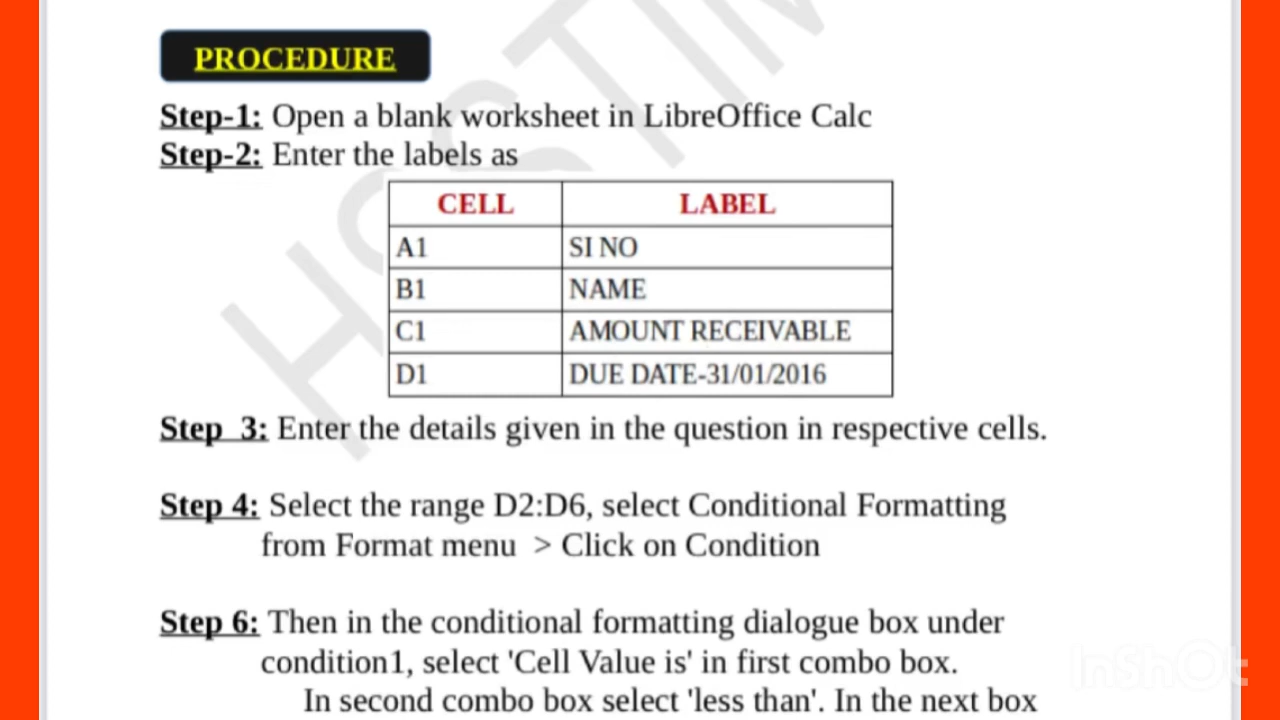 PROCEDURE
Step-1: Open a blank worksheet in LibreOffice Calc
Step-2: Enter the labels as
CELL LABEL
A1 SI NO
B1 NAME
C1 AMOUNT RECEIVABLE
D1 DUE DATE-31/01/2016
Step 3: Enter the details given in the question in respective cells.
Step 4: Select the range D2:D6, select Conditional Formatting
from Format menu > Click on Condition
Step 6: Then in the conditional formatting dialogue box under
condition1, select 'Cell Value is' in first combo box.
In second combo box select 'less than'. In the next box
InShOt